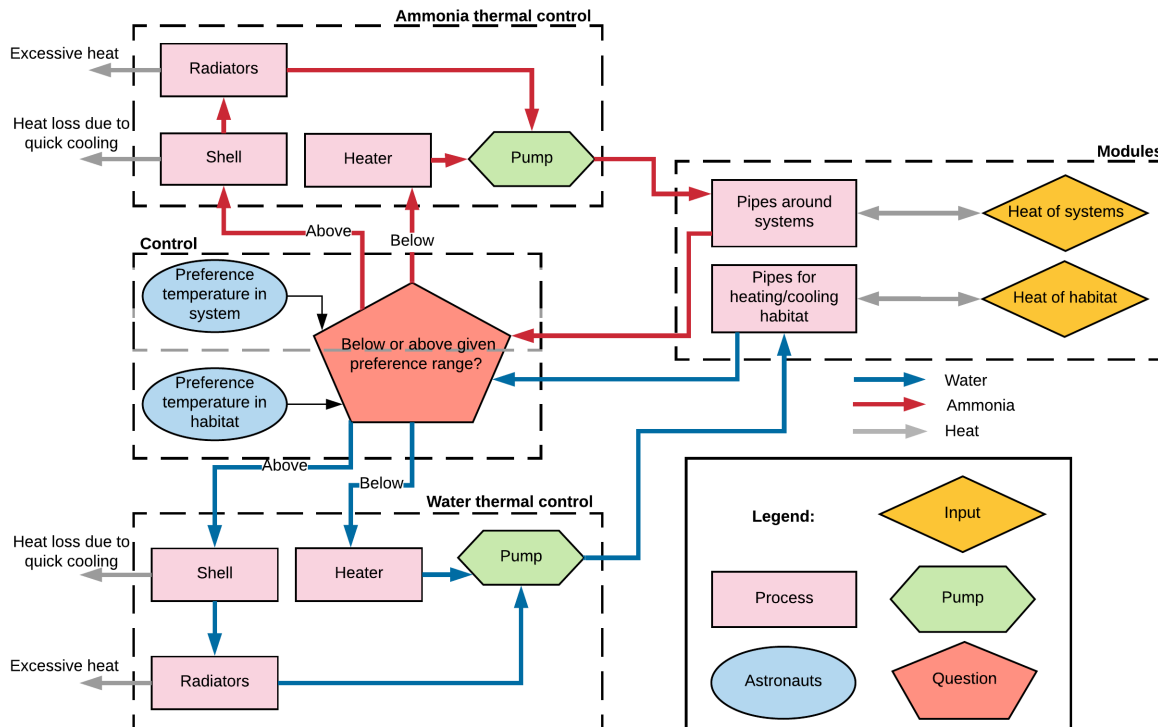 Ammonia thermal control
Excessive heat
Radiators
Heat loss due to
quick cooling
Shell
Heater
Pump
Modules
Pipes around
systems
Heat of systems
Above
Below
Control
Preference
temperature in
system
Pipes for
heating/cooling
habitat
Heat of habitat
Below or above given
preference range?
Preference
temperature in
habitat
Water
Ammonia
Heat
Above
Below
Water thermal control
Heat loss due to
quick cooling
Shell
Heater
Pump
Excessive heat
Radiators
Legend:
Input
Process
Pump
Astronauts
Question